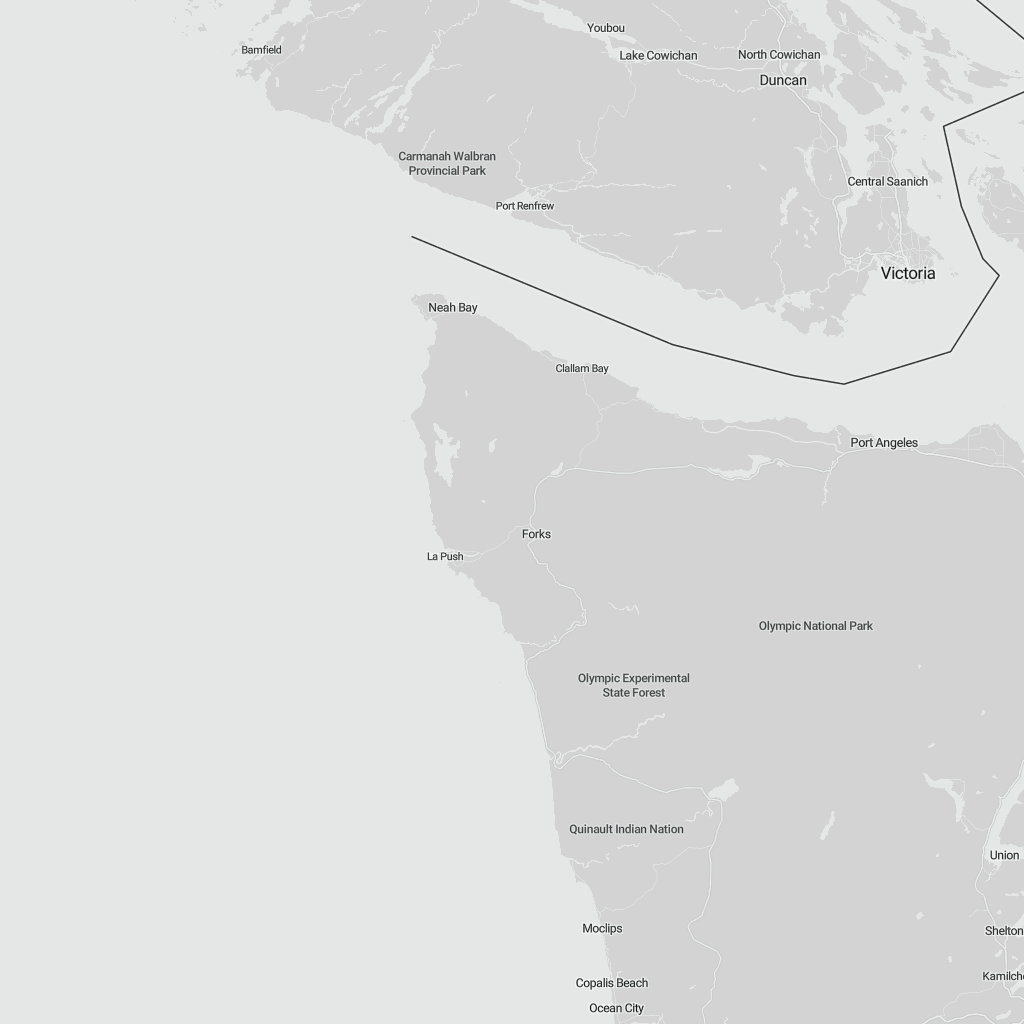 Youbou
Bamfield
Lake Cowichan
North Cowichan
Duncan
Carmanah Walbran
Provincial Park
Central Saanich
Port Renfrew
Victoria
Neah Bay
Clallam Bay
Port Angeles
Forks
La Push
Olympic National Park
Olympic Experimental
State Forest
Quinault Indian Nation
Union
Moclips
Shelton
Kamilche
Copalis Beach
Ocean City